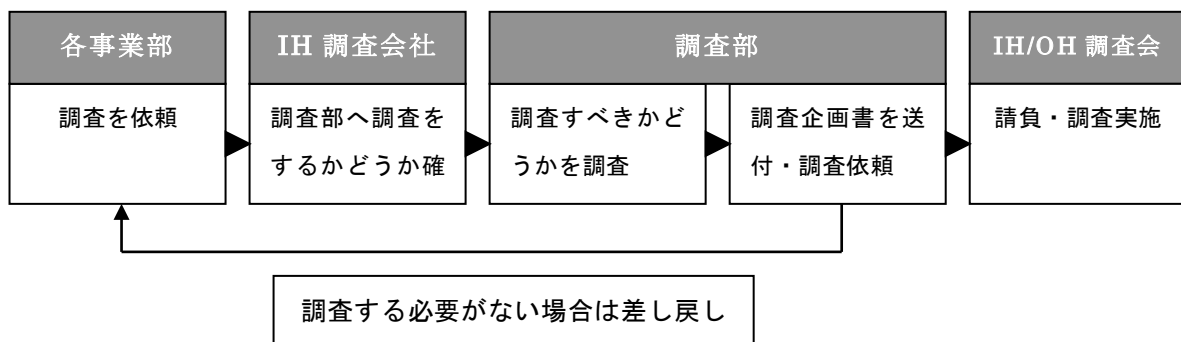 各事業部
IH 調査会社
調査部
IH/OH 調査会
調査を依頼
調査部へ調査を
するかどうか確
調査すべきかど
うかを調査
調査企画書を送
付・調査依頼
請負・調査実施
調査する必要がない場合は差し戻し